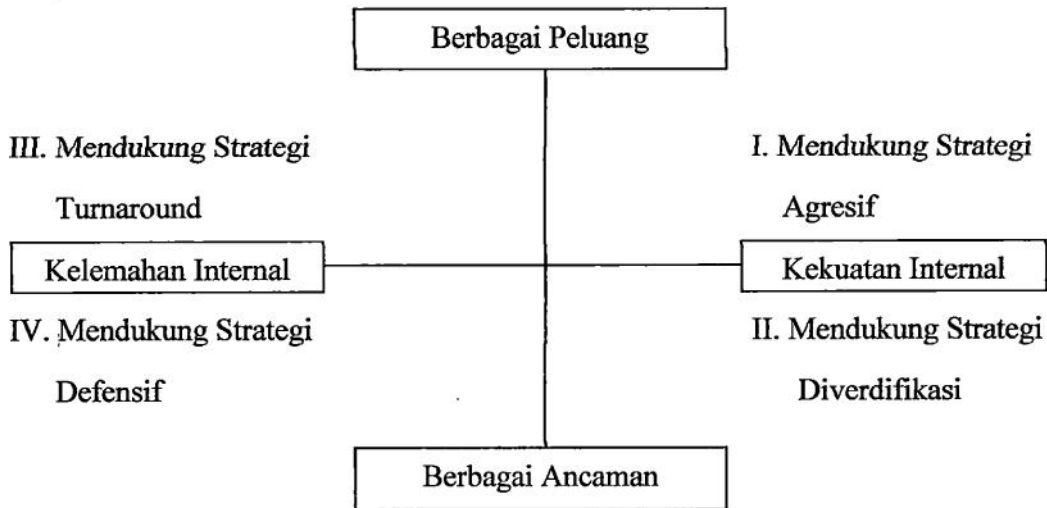 Berbagai Peluang
III. Mendukung Strategi
Turnaround
I. Mendukung Strategi
Agresif
Kelemahan Internal
Kekuatan Internal
IV. Mendukung Strategi
Defensif
II. Mendukung Strategi
Diverdifikasi
Berbagai Ancaman